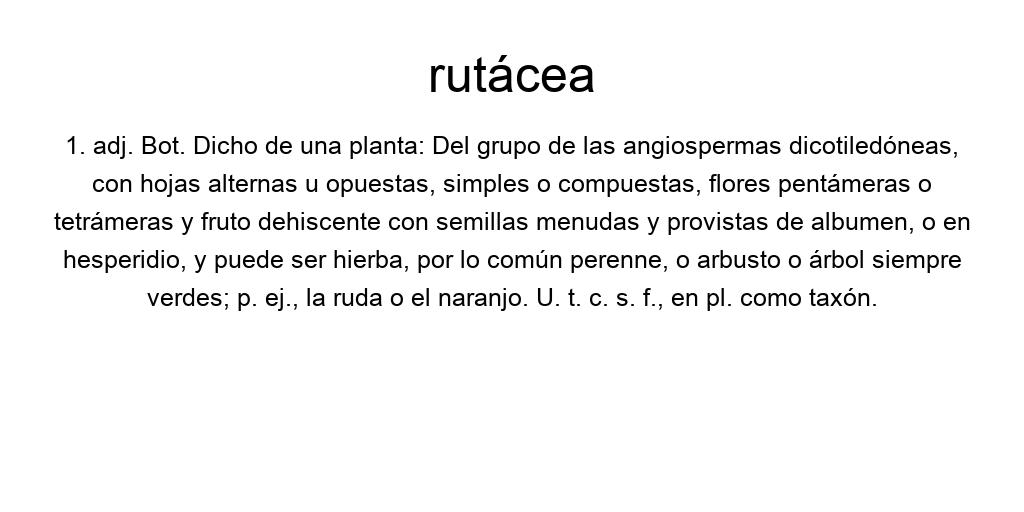 rutácea
1. adj. Bot. Dicho de una planta: Del grupo de las angiospermas dicotiledóneas,
con hojas alternas u opuestas, simples o compuestas, flores pentámeras o
tetrámeras y fruto dehiscente con semillas menudas y provistas de albumen, o en
hesperidio, y puede ser hierba, por lo común perenne, o arbusto o árbol siempre
verdes; p. ej., la ruda o el naranjo. U. t. c. s. f., en pl. como taxón.